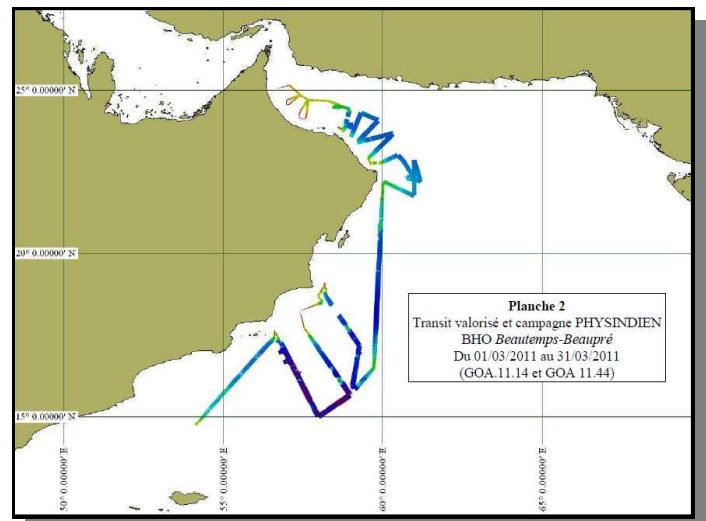 25° 0.00000' N
20° 0.00000' N
Planche 2
Transit valorisé et campagne PHYSINDIEN
BHO Beautemps-Beaupré
Du 01/03/2011 au 31/03/2011
(GOA.11.14 et GOA 11.44)
15° 0.00000' N
50° 0.00000' E
55° 0.00000' E
60° 0.00000' E
65° 0.00000' E